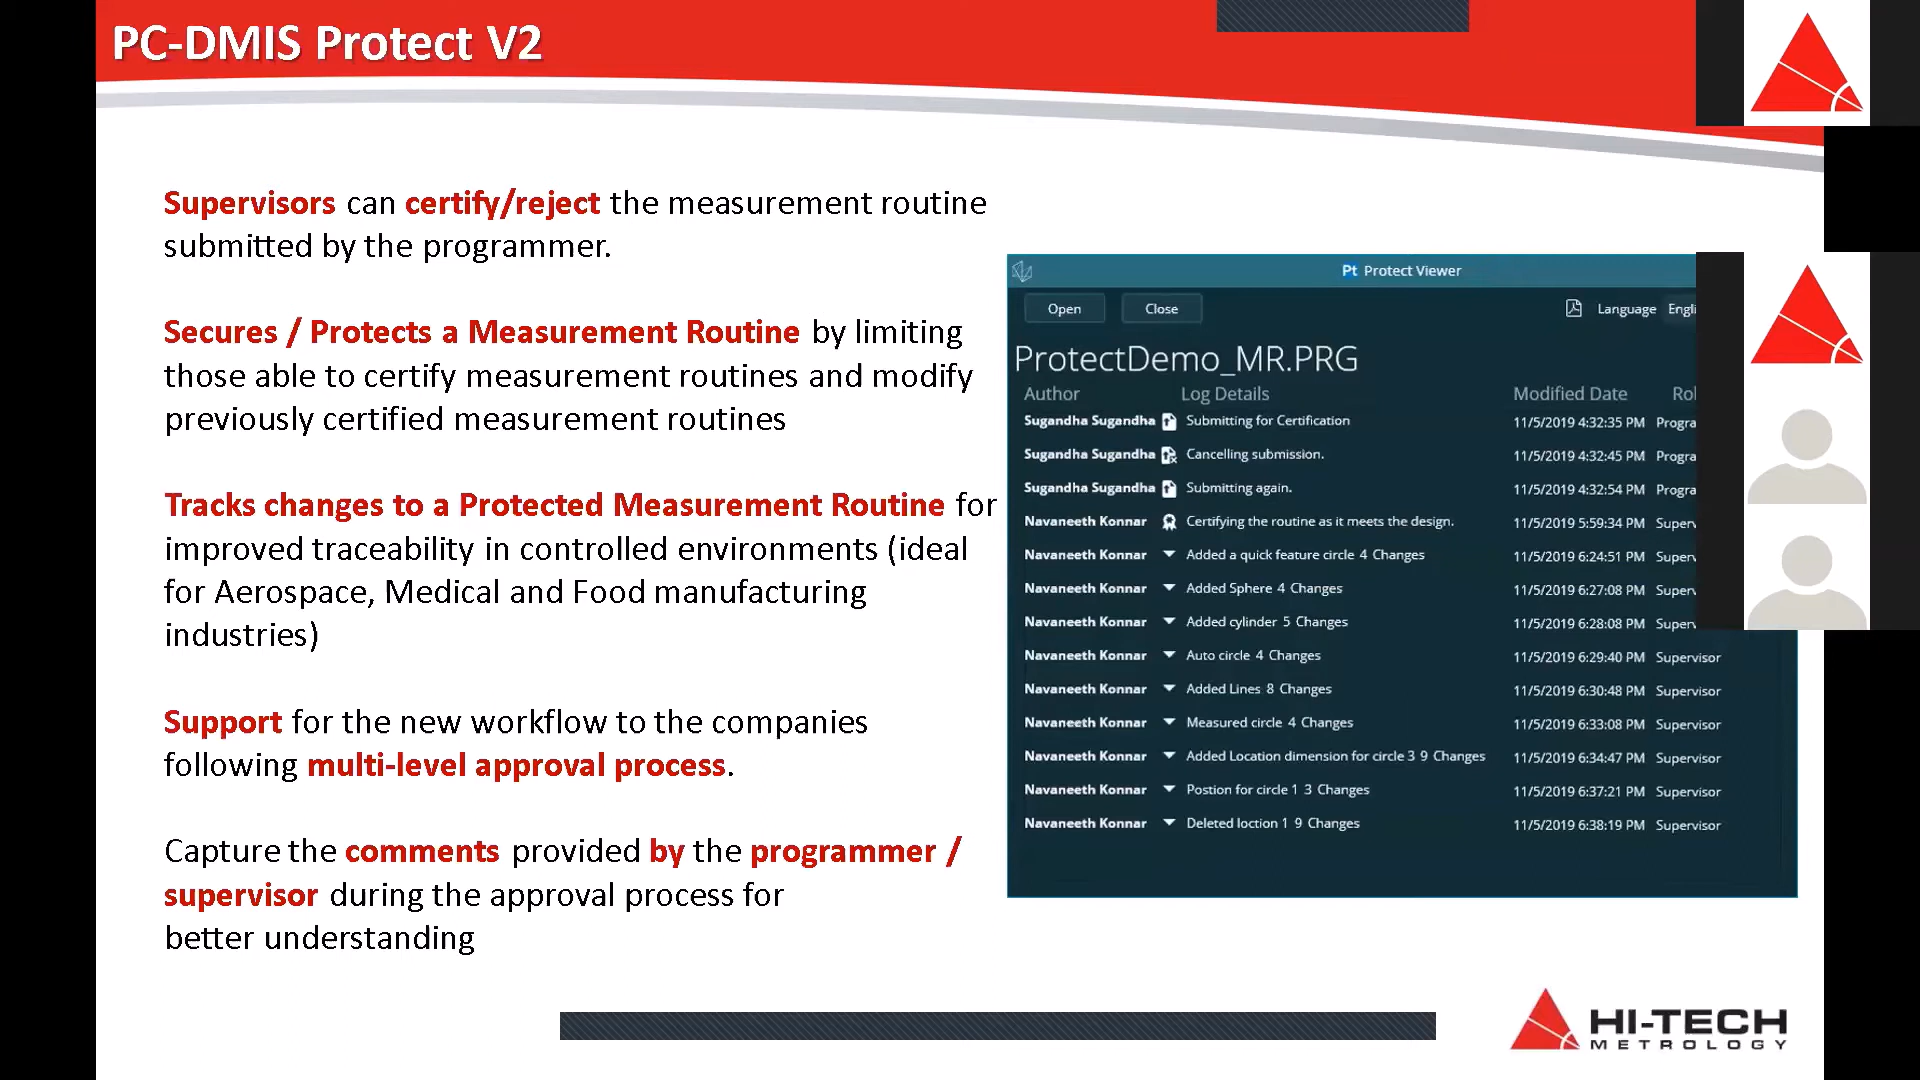 PC-DMIS Protect V2
Supervisors can certify/reject the measurement routine
submitted by the programmer.
Secures / Protects a Measurement Routine by limiting
those able to certify measurement routines and modify
previously certified measurement routines
Tracks changes to a Protected Measurement Routine for
improved traceability in controlled environments (ideal
for Aerospace, Medical and Food manufacturing
industries)
Support for the new workflow to the companies
following multi-level approval process.
Capture the comments provided by the programmer /
supervisor during the approval process for
better understanding
Pt Protect Viewer
Open Close Language Engli
ProtectDemo_MR.PRG
Author Log Details Modified Date Rol
Sugandha Sugandha Submitting for Certification 11/5/2019 4:32:35 PM Progra
Sugandha Sugandha Cancelling submission. 11/5/2019 4:32:45 PM Progra
Sugandha Sugandha Submitting again. 11/5/2019 4:32:54 PM Progra
Navaneeth Konnar Certifying the routine as it meets the design. 11/5/2019 5:59:34 PM Superv
Navaneeth Konnar Added a quick feature circle 4 Changes 11/5/2019 6:24:51 PM Superv
Navaneeth Konnar Added Sphere 4 Changes 11/5/2019 6:27:08 PM Superv
Navaneeth Konnar Added cylinder 5 Changes 11/5/2019 6:28:08 PM Superv
Navaneeth Konnar Auto circle 4 Changes 11/5/2019 6:29:40 PM Supervisor
Navaneeth Konnar Added Lines 8 Changes 11/5/2019 6:30:48 PM Supervisor
Navaneeth Konnar Measured circle 4 Changes 11/5/2019 6:33:08 PM Supervisor
Navaneeth Konnar Added Location dimension for circle 3 9 Changes 11/5/2019 6:34:47 PM Supervisor
Navaneeth Konnar Postion for circle 1 3 Changes 11/5/2019 6:37:21 PM Supervisor
Navaneeth Konnar Deleted loction 1 9 Changes 11/5/2019 6:38:19 PM Supervisor
HI-TECH
METROLOGY